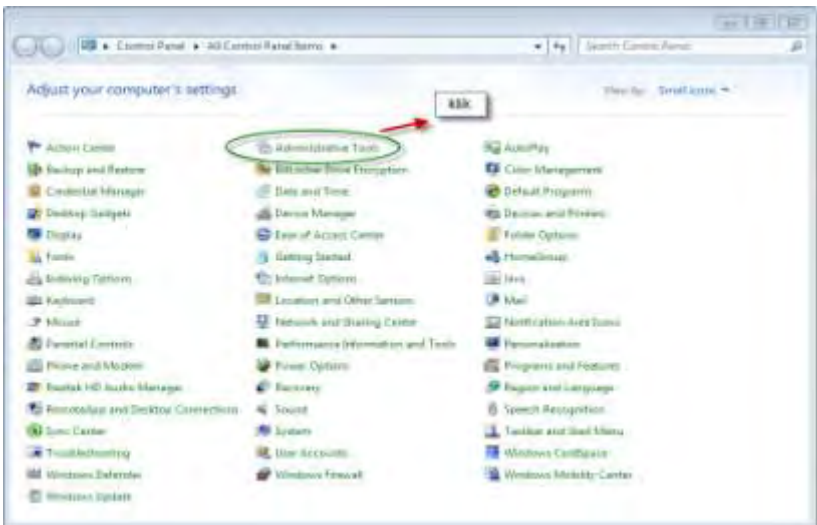 Control Panel ▸ All Control Panel Items ▸
Search Control Panel
Adjust your computer's settings
View by: Small icons
klik
Action Center
Administrative Tools
AutoPlay
Backup and Restore
BitLocker Drive Encryption
Color Management
Credential Manager
Date and Time
Default Programs
Desktop Gadgets
Device Manager
Devices and Printers
Display
Ease of Access Center
Folder Options
Fonts
Getting Started
HomeGroup
Indexing Options
Internet Options
Java
Keyboard
Location and Other Sensors
Mail
Mouse
Network and Sharing Center
Notification Area Icons
Parental Controls
Performance Information and Tools
Personalization
Phone and Modem
Power Options
Programs and Features
Realtek HD Audio Manager
Recovery
Region and Language
RemoteApp and Desktop Connections
Sound
Speech Recognition
Sync Center
System
Taskbar and Start Menu
Troubleshooting
User Accounts
Windows CardSpace
Windows Defender
Windows Firewall
Windows Mobility Center
Windows Update